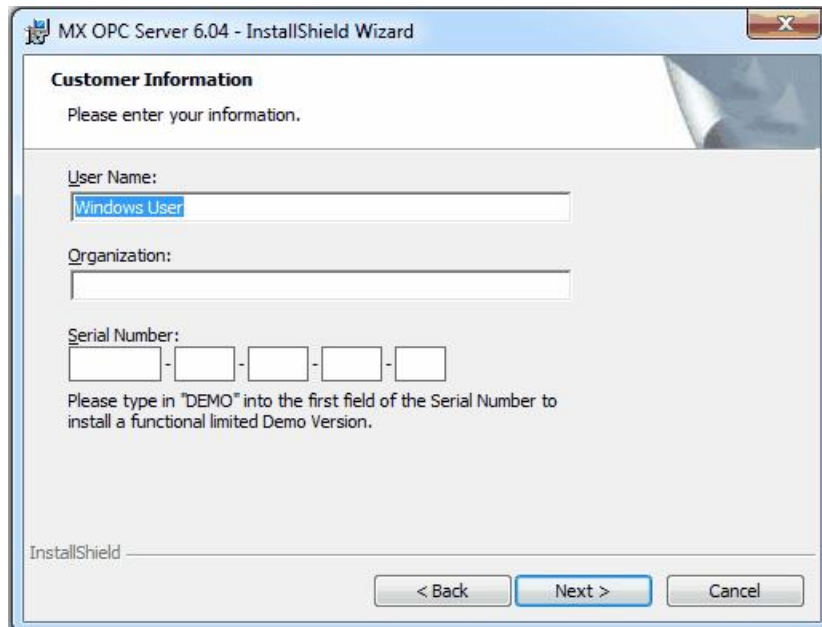 MX OPC Server 6.04 - InstallShield Wizard
Customer Information
Please enter your information.
User Name:
Windows User
Organization:
Serial Number:
- - - -
Please type in "DEMO" into the first field of the Serial Number to
install a functional limited Demo Version.
InstallShield
< Back Next > Cancel